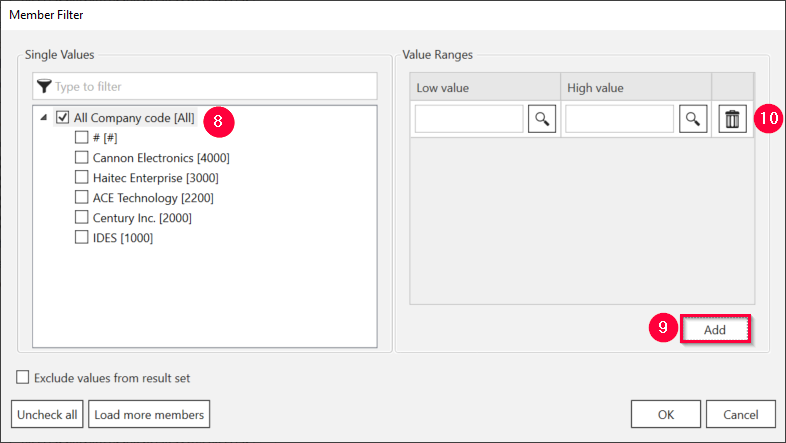 Member Filter
Single Values
Type to filter
All Company code [All]
8
# [#]
Cannon Electronics [4000]
Haitec Enterprise [3000]
ACE Technology [2200]
Century Inc. [2000]
IDES [1000]
Value Ranges
Low value
High value
10
9
Add
Exclude values from result set
Uncheck all
Load more members
OK
Cancel